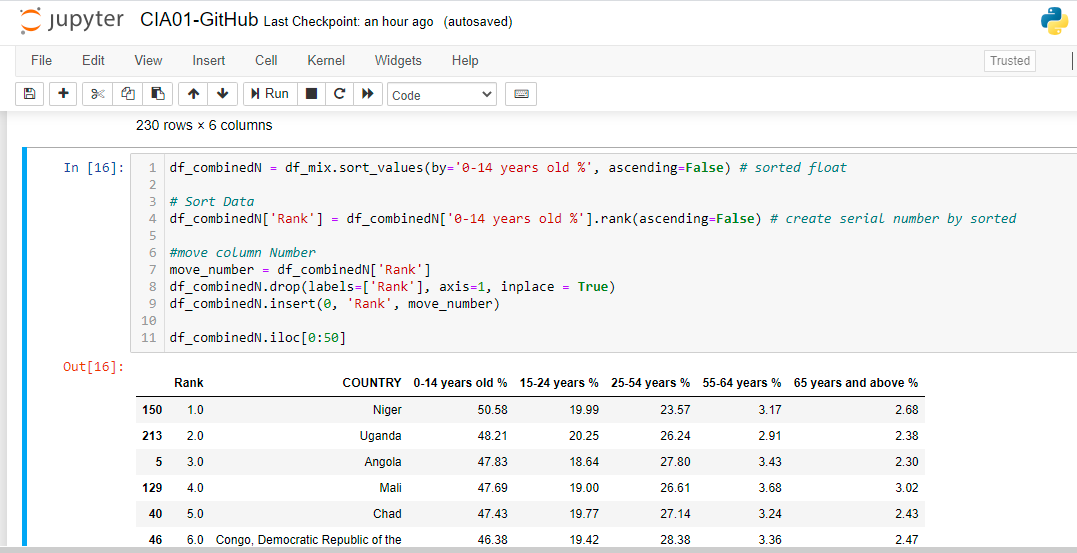 jupyter CIA01-GitHub Last Checkpoint: an hour ago (autosaved)
File Edit View Insert Cell Kernel Widgets Help Trusted
Run Code
230 rows × 6 columns
In [16]: 1 df_combinedN = df_mix.sort_values(by='0-14 years old %', ascending=False) # sorted float
2
3 # Sort Data
4 df_combinedN['Rank'] = df_combinedN['0-14 years old %'].rank(ascending=False) # create serial number by sorted
5
6 #move column Number
7 move_number = df_combinedN['Rank']
8 df_combinedN.drop(labels=['Rank'], axis=1, inplace = True)
9 df_combinedN.insert(0, 'Rank', move_number)
10
11 df_combinedN.iloc[0:50]
Out[16]:
Rank COUNTRY 0-14 years old % 15-24 years % 25-54 years % 55-64 years % 65 years and above %
150 1.0 Niger 50.58 19.99 23.57 3.17 2.68
213 2.0 Uganda 48.21 20.25 26.24 2.91 2.38
5 3.0 Angola 47.83 18.64 27.80 3.43 2.30
129 4.0 Mali 47.69 19.00 26.61 3.68 3.02
40 5.0 Chad 47.43 19.77 27.14 3.24 2.43
46 6.0 Congo, Democratic Republic of the 46.38 19.42 28.38 3.36 2.47